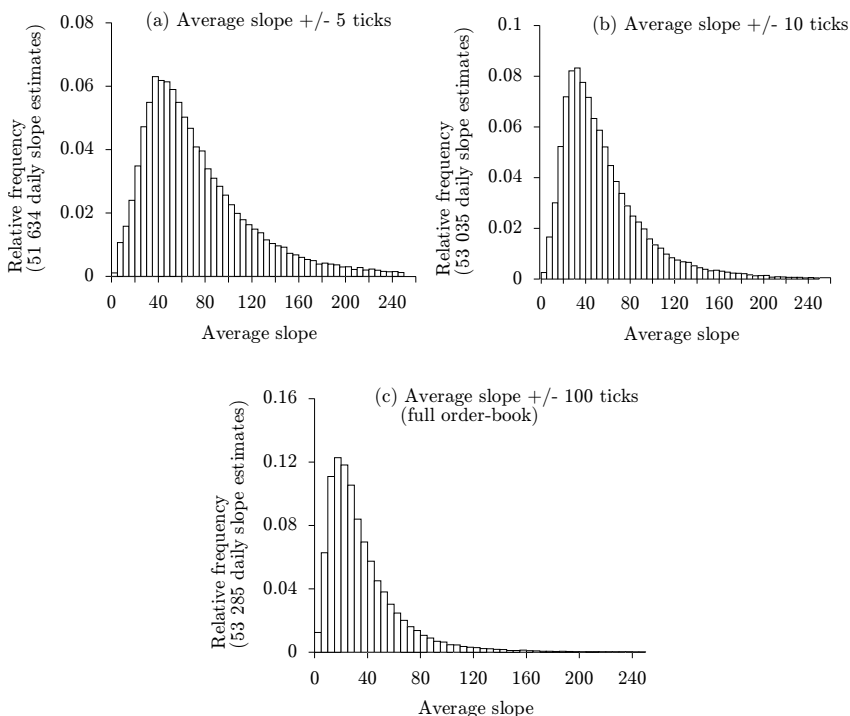 (a) Average slope +/- 5 ticks
Relative frequency
(51 634 daily slope estimates)
0.08
0.06
0.04
0.02
0
0 40 80 120 160 200 240
Average slope
(b) Average slope +/- 10 ticks
Relative frequency
(53 035 daily slope estimates)
0.1
0.08
0.06
0.04
0.02
0
0 40 80 120 160 200 240
Average slope
(c) Average slope +/- 100 ticks
(full order-book)
Relative frequency
(53 285 daily slope estimates)
0.16
0.12
0.08
0.04
0
0 40 80 120 160 200 240
Average slope